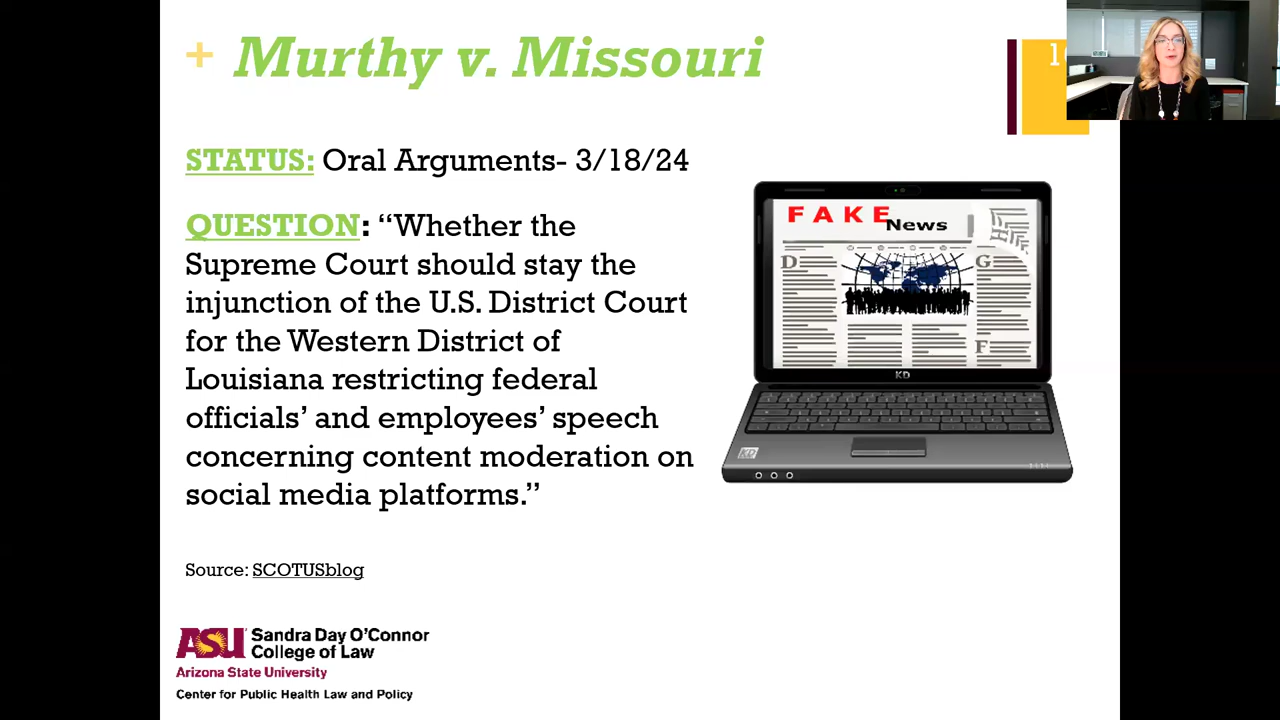 + Murthy v. Missouri
STATUS: Oral Arguments- 3/18/24
QUESTION: “Whether the
Supreme Court should stay the
injunction of the U.S. District Court
for the Western District of
Louisiana restricting federal
officials’ and employees’ speech
concerning content moderation on
social media platforms.”
Source: SCOTUSblog
FAKE
News
D
G
F
KD
KD
ASU Sandra Day O’Connor
College of Law
Arizona State University
Center for Public Health Law and Policy